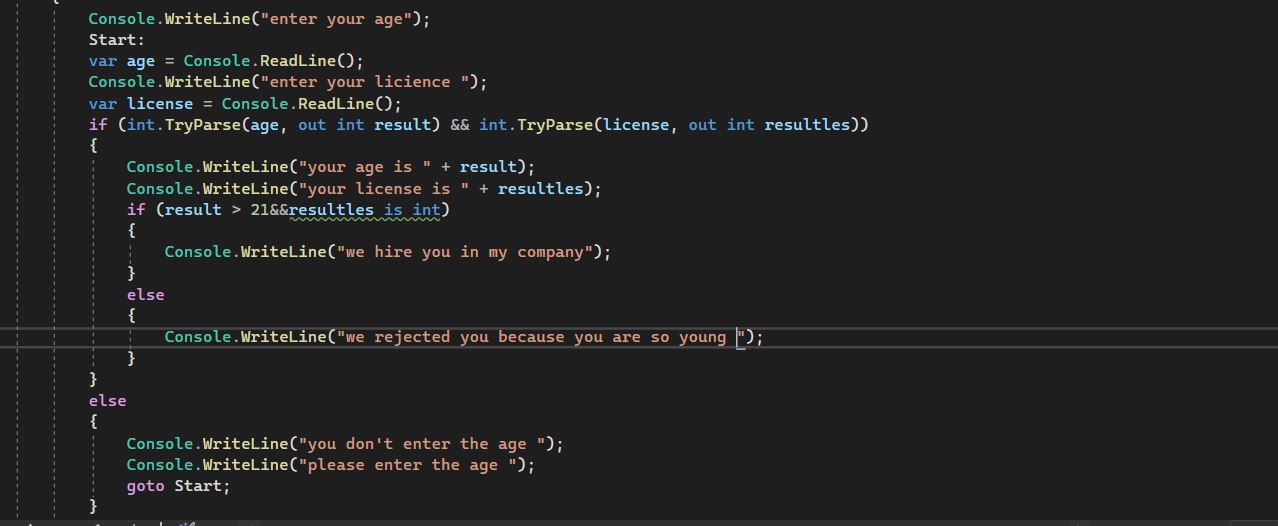 Console.WriteLine("enter your age");
Start:
var age = Console.ReadLine();
Console.WriteLine("enter your licience ");
var license = Console.ReadLine();
if (int.TryParse(age, out int result) && int.TryParse(license, out int resultles))
{
Console.WriteLine("your age is " + result);
Console.WriteLine("your license is " + resultles);
if (result > 21&&resultles is int)
{
Console.WriteLine("we hire you in my company");
}
else
{
Console.WriteLine("we rejected you because you are so young ");
}
}
else
{
Console.WriteLine("you don't enter the age ");
Console.WriteLine("please enter the age ");
goto Start;
}